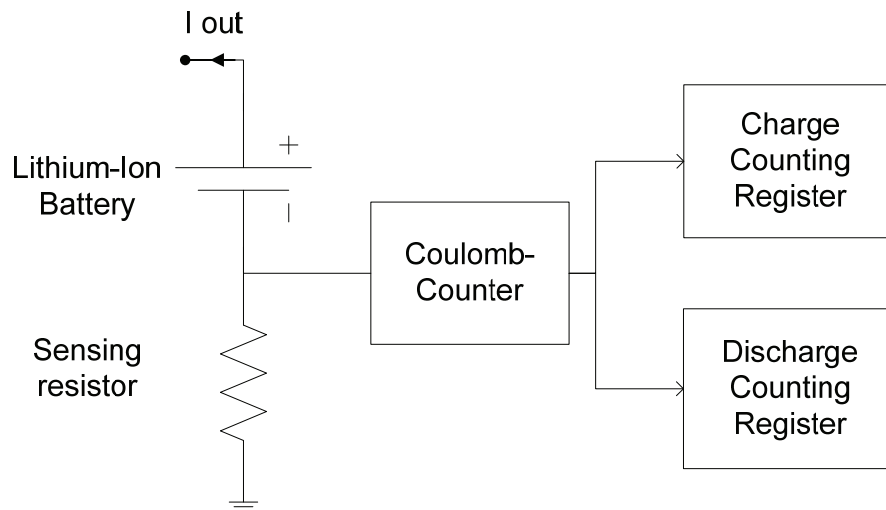 I out
+
Lithium-Ion
Battery
Coulomb-
Counter
Charge
Counting
Register
Sensing
resistor
Discharge
Counting
Register